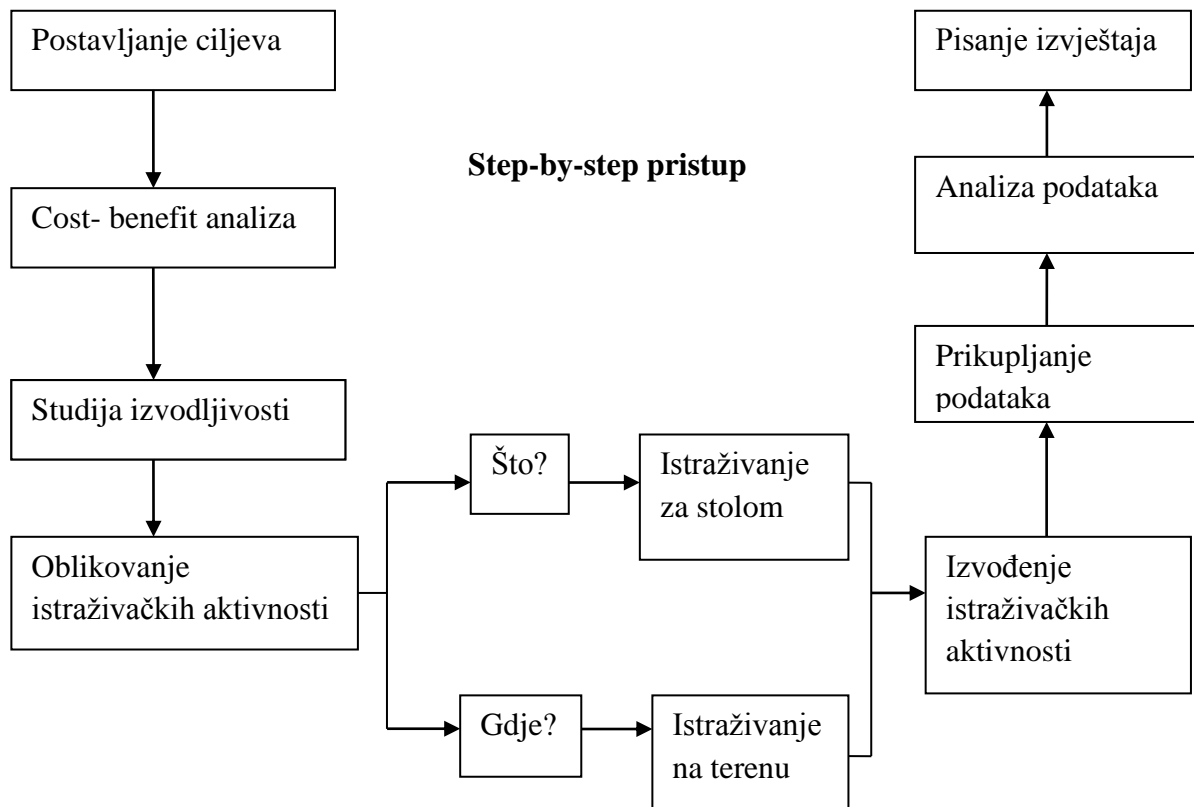 Postavljanje ciljeva
Pisanje izvještaja
Step-by-step pristup
Cost- benefit analiza
Analiza podataka
Studija izvodljivosti
Prikupljanje
podataka
Što?
Istraživanje
za stolom
Oblikovanje
istraživačkih aktivnosti
Izvođenje
istraživačkih
aktivnosti
Gdje?
Istraživanje
na terenu